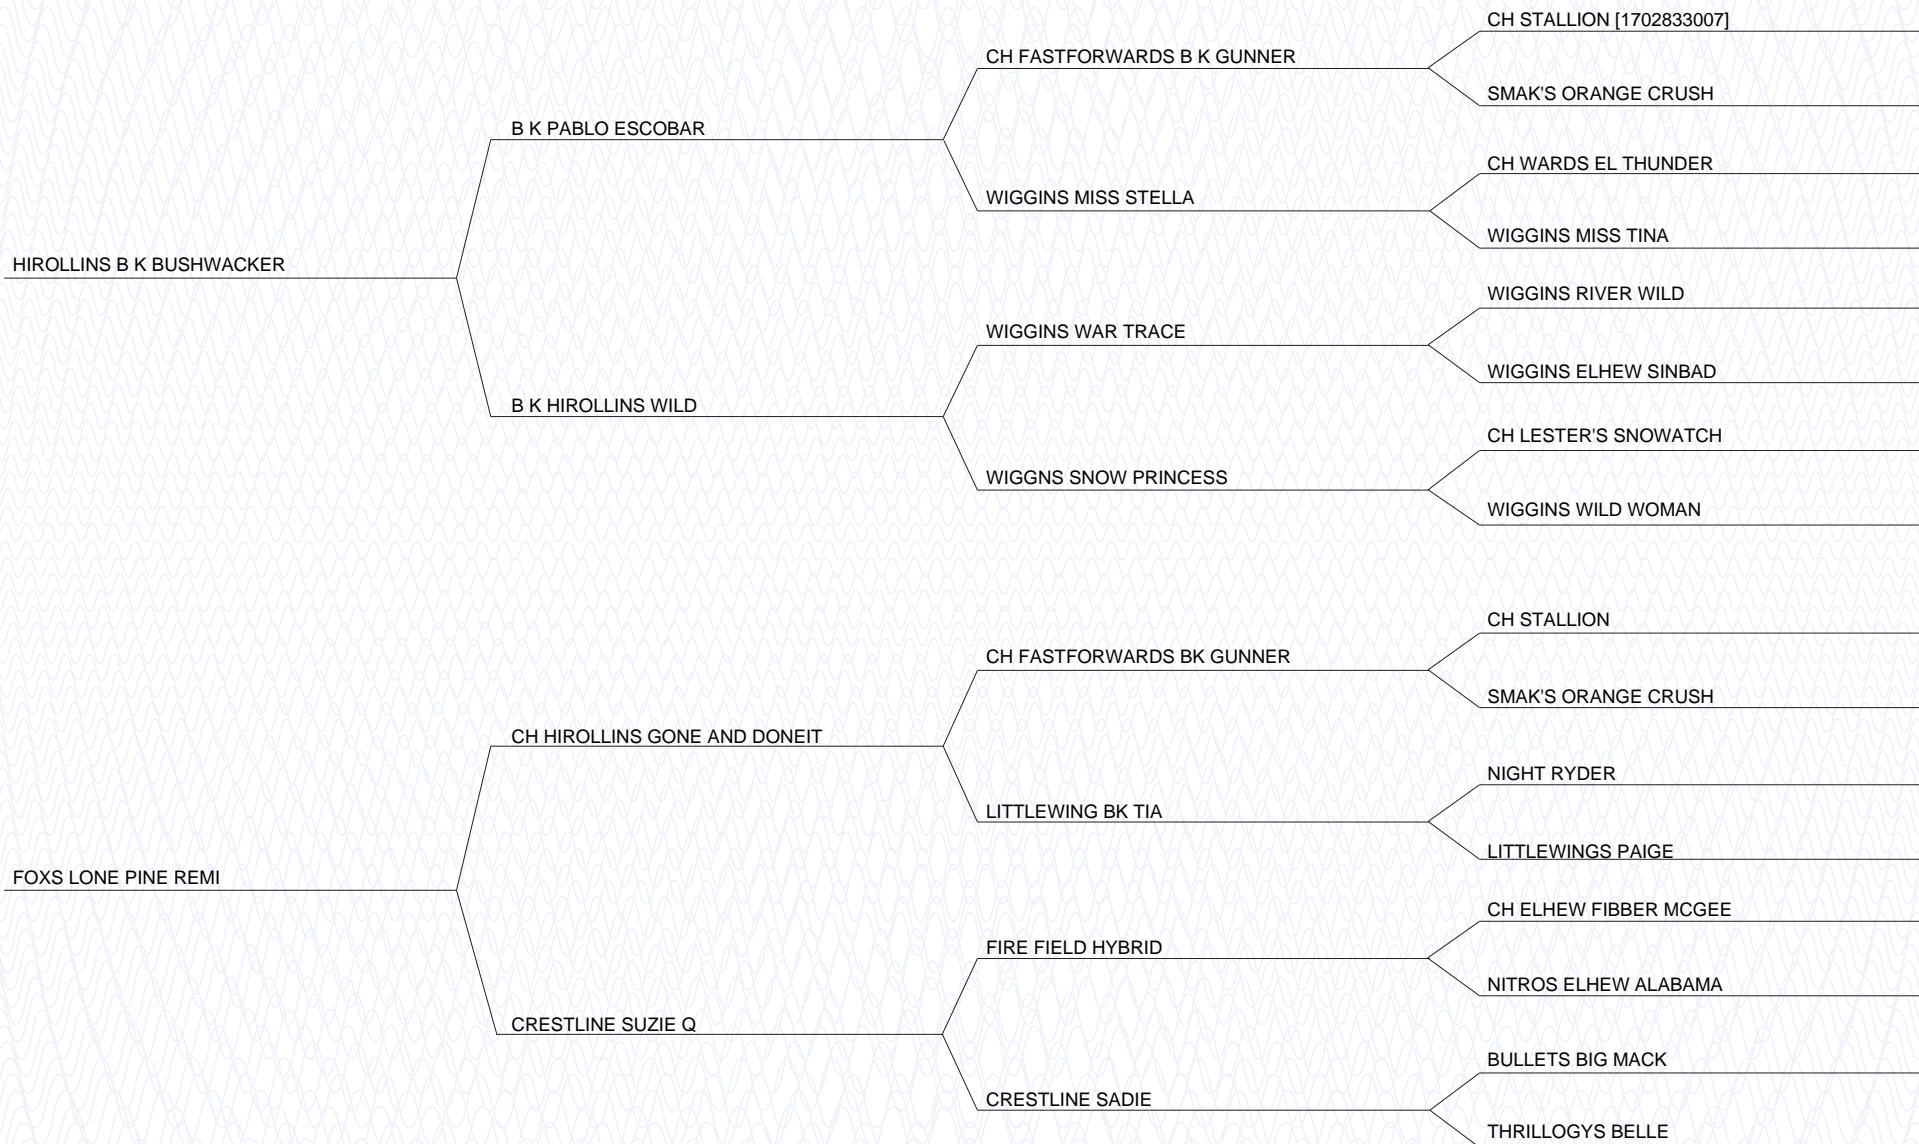 HIROLLINS B K BUSHWACKER
B K PABLO ESCOBAR
CH FASTFORWARDS B K GUNNER
CH STALLION [1702833007]
SMAK'S ORANGE CRUSH
WIGGINS MISS STELLA
CH WARDS EL THUNDER
WIGGINS MISS TINA
B K HIROLLINS WILD
WIGGINS WAR TRACE
WIGGINS RIVER WILD
WIGGINS ELHEW SINBAD
WIGGNS SNOW PRINCESS
CH LESTER'S SNOWATCH
WIGGINS WILD WOMAN
FOXS LONE PINE REMI
CH HIROLLINS GONE AND DONEIT
CH FASTFORWARDS BK GUNNER
CH STALLION
SMAK'S ORANGE CRUSH
LITTLEWING BK TIA
NIGHT RYDER
LITTLEWINGS PAIGE
CRESTLINE SUZIE Q
FIRE FIELD HYBRID
CH ELHEW FIBBER MCGEE
NITROS ELHEW ALABAMA
CRESTLINE SADIE
BULLETS BIG MACK
THRILLOGYS BELLE